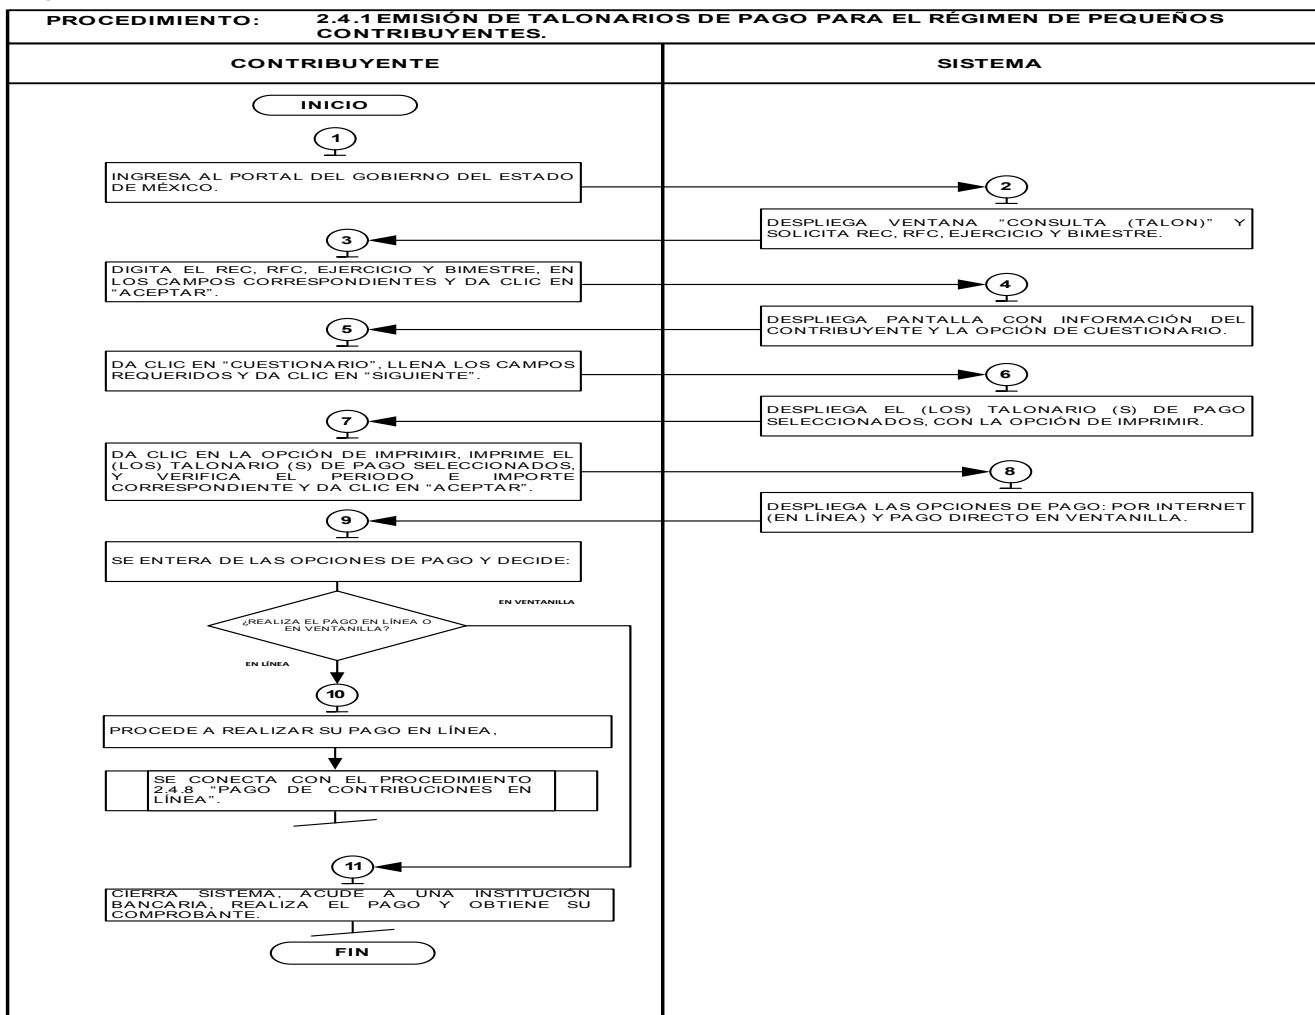 PROCEDIMIENTO: 2.4.1 EMISIÓN DE TALONARIOS DE PAGO PARA EL RÉGIMEN DE PEQUEÑOS
CONTRIBUYENTES.
CONTRIBUYENTE
SISTEMA
INICIO
1
INGRESA AL PORTAL DEL GOBIERNO DEL ESTADO
DE MÉXICO.
2
DESPLIEGA VENTANA "CONSULTA (TALON)" Y
SOLICITA REC, RFC, EJERCICIO Y BIMESTRE.
3
DIGITA EL REC, RFC, EJERCICIO Y BIMESTRE, EN
LOS CAMPOS CORRESPONDIENTES Y DA CLIC EN
"ACEPTAR".
4
DESPLIEGA PANTALLA CON INFORMACIÓN DEL
CONTRIBUYENTE Y LA OPCIÓN DE CUESTIONARIO.
5
DA CLIC EN "CUESTIONARIO", LLENA LOS CAMPOS
REQUERIDOS Y DA CLIC EN "SIGUIENTE".
6
DESPLIEGA EL (LOS) TALONARIO (S) DE PAGO
SELECCIONADOS, CON LA OPCIÓN DE IMPRIMIR.
7
DA CLIC EN LA OPCIÓN DE IMPRIMIR, IMPRIME EL
(LOS) TALONARIO (S) DE PAGO SELECCIONADOS,
Y VERIFICA EL PERIODO E IMPORTE
CORRESPONDIENTE Y DA CLIC EN "ACEPTAR".
8
DESPLIEGA LAS OPCIONES DE PAGO: POR INTERNET
(EN LÍNEA) Y PAGO DIRECTO EN VENTANILLA.
9
SE ENTERA DE LAS OPCIONES DE PAGO Y DECIDE:
¿REALIZA EL PAGO EN LÍNEA O
EN VENTANILLA?
EN VENTANILLA
EN LÍNEA
10
PROCEDE A REALIZAR SU PAGO EN LÍNEA,
SE CONECTA CON EL PROCEDIMIENTO
2.4.8 "PAGO DE CONTRIBUCIONES EN
LÍNEA".
11
CIERRA SISTEMA, ACUDE A UNA INSTITUCIÓN
BANCARIA, REALIZA EL PAGO Y OBTIENE SU
COMPROBANTE.
FIN